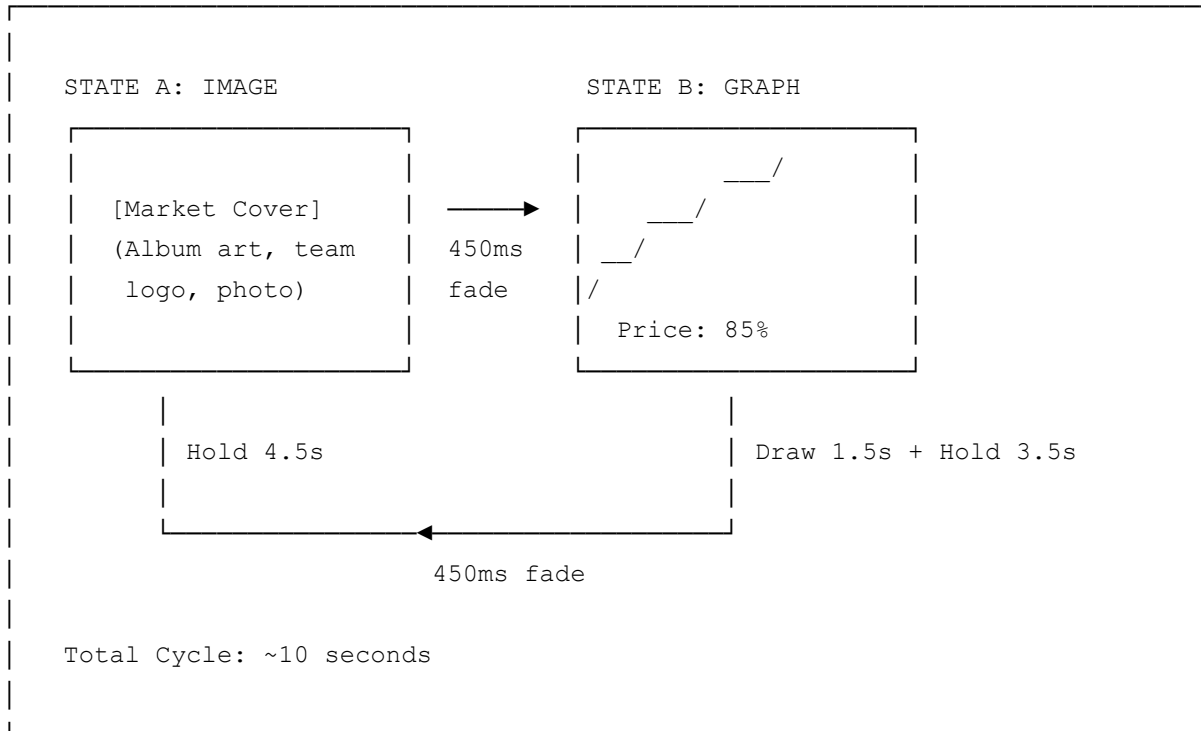 STATE A: IMAGE
STATE B: GRAPH
[Market Cover]
(Album art, team
logo, photo)
450ms
fade
Price: 85%
Hold 4.5s
Draw 1.5s + Hold 3.5s
450ms fade
Total Cycle: ~10 seconds